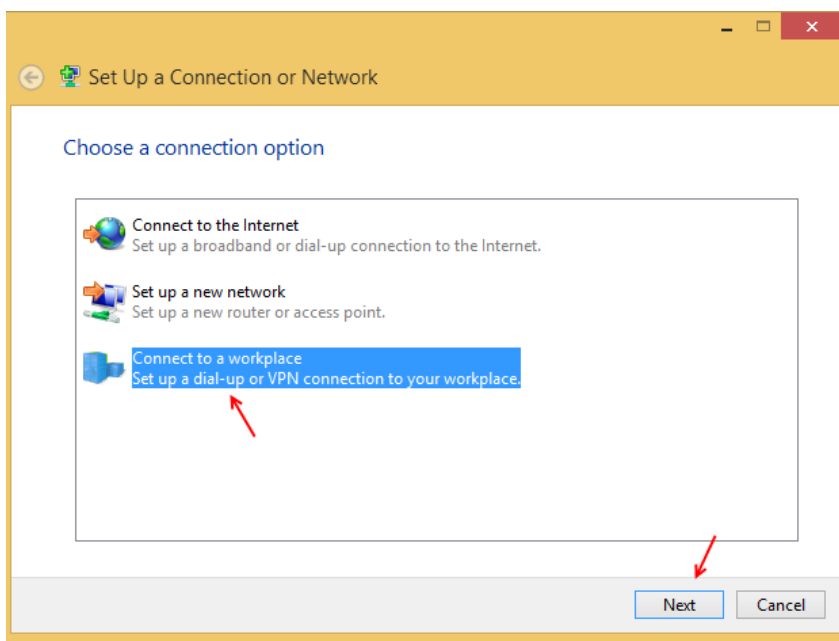 Set Up a Connection or Network
Choose a connection option
Connect to the Internet
Set up a broadband or dial-up connection to the Internet.
Set up a new network
Set up a new router or access point.
Connect to a workplace
Set up a dial-up or VPN connection to your workplace.
Next Cancel